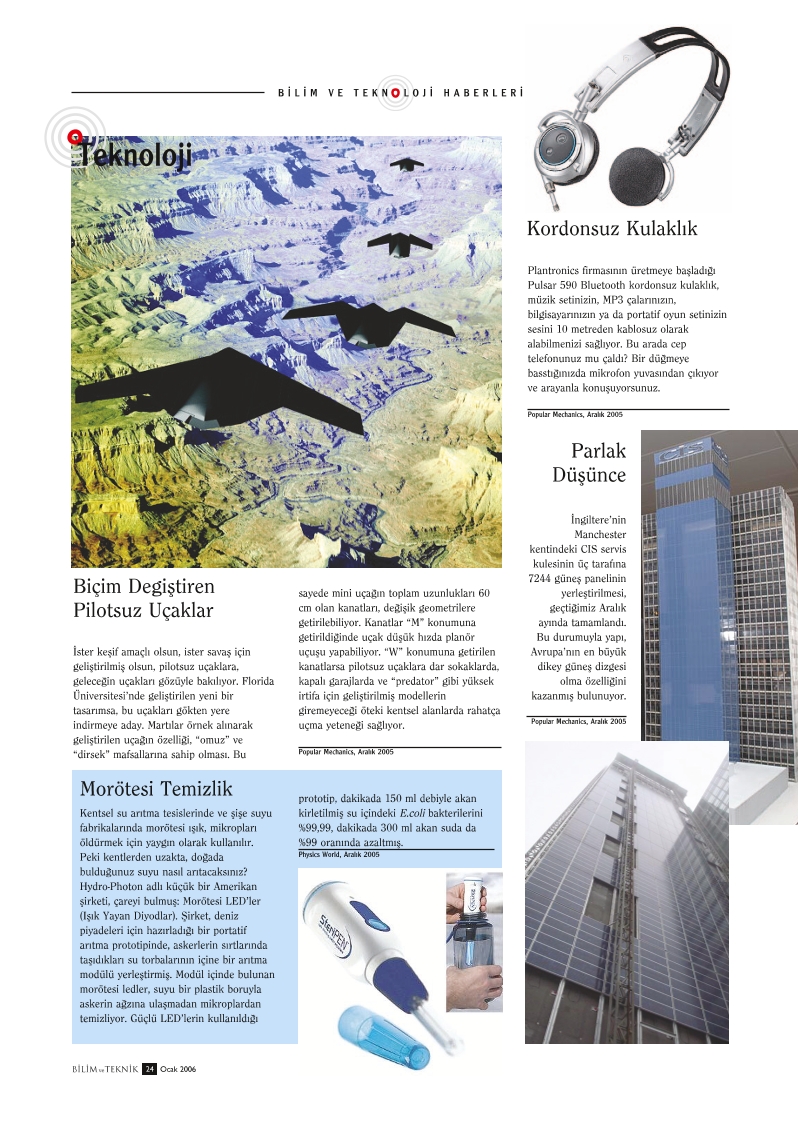 BİLİM VE TEKNOLOJİ HABERLERİ
Teknoloji
Biçim Degiştiren
Pilotsuz Uçaklar
İster keşif amaçlı olsun, ister savaş için
geliştirilmiş olsun, pilotsuz uçaklara,
geleceğin uçakları gözüyle bakılıyor. Florida
Üniversitesi’nde geliştirilen yeni bir
tasarımsa, bu uçakları gökten yere
indirmeye aday. Martılar örnek alınarak
geliştirilen uçağın özelliği, “omuz” ve
“dirsek” mafsallarına sahip olması. Bu
sayede mini uçağın toplam uzunlukları 60
cm olan kanatları, değişik geometrilere
getirilebiliyor. Kanatlar “M” konumuna
getirildiğinde uçak düşük hızda planör
uçuşu yapabiliyor. “W” konumuna getirilen
kanatlarsa pilotsuz uçaklara dar sokaklarda,
kapalı garajlarda ve “predator” gibi yüksek
irtifa için geliştirilmiş modellerin
giremeyeceği öteki kentsel alanlarda rahatça
uçma yeteneği sağlıyor.
Popular Mechanics, Aralık 2005
Morötesi Temizlik
Kentsel su arıtma tesislerinde ve şişe suyu
fabrikalarında morötesi ışık, mikropları
öldürmek için yaygın olarak kullanılır.
Peki kentlerden uzakta, doğada
bulduğunuz suyu nasıl arıtacaksınız?
Hydro-Photon adlı küçük bir Amerikan
şirketi, çareyi bulmuş: Morötesi LED’ler
(Işık Yayan Diyodlar). Şirket, deniz
piyadeleri için hazırladığı bir portatif
arıtma prototipinde, askerlerin sırtlarında
taşıdıkları su torbalarının içine bir arıtma
modülü yerleştirmiş. Modül içinde bulunan
morötesi ledler, suyu bir plastik boruyla
askerin ağzına ulaşmadan mikroplardan
temizliyor. Güçlü LED’lerin kullanıldığı
prototip, dakikada 150 ml debiyle akan
kirletilmiş su içindeki E.coli bakterilerini
%99,99, dakikada 300 ml akan suda da
%99 oranında azaltmış.
Physics World, Aralık 2005
SteriPEN
Kordonsuz Kulaklık
Plantronics firmasının üretmeye başladığı
Pulsar 590 Bluetooth kordonsuz kulaklık,
müzik setinizin, MP3 çalarınızın,
bilgisayarınızın ya da portatif oyun setinizin
sesini 10 metreden kablosuz olarak
alabilmenizi sağlıyor. Bu arada cep
telefonunuz mu çaldı? Bir düğmeye
basstığınızda mikrofon yuvasından çıkıyor
ve arayanla konuşuyorsunuz.
Popular Mechanics, Aralık 2005
Parlak
Düşünce
İngiltere’nin
Manchester
kentindeki CIS servis
kulesinin üç tarafına
7244 güneş panelinin
yerleştirilmesi,
geçtiğimiz Aralık
ayında tamamlandı.
Bu durumuyla yapı,
Avrupa’nın en büyük
dikey güneş dizgesi
olma özelliğini
kazanmış bulunuyor.
Popular Mechanics, Aralık 2005
CIS
BİLİM ve TEKNİK 24 Ocak 2006